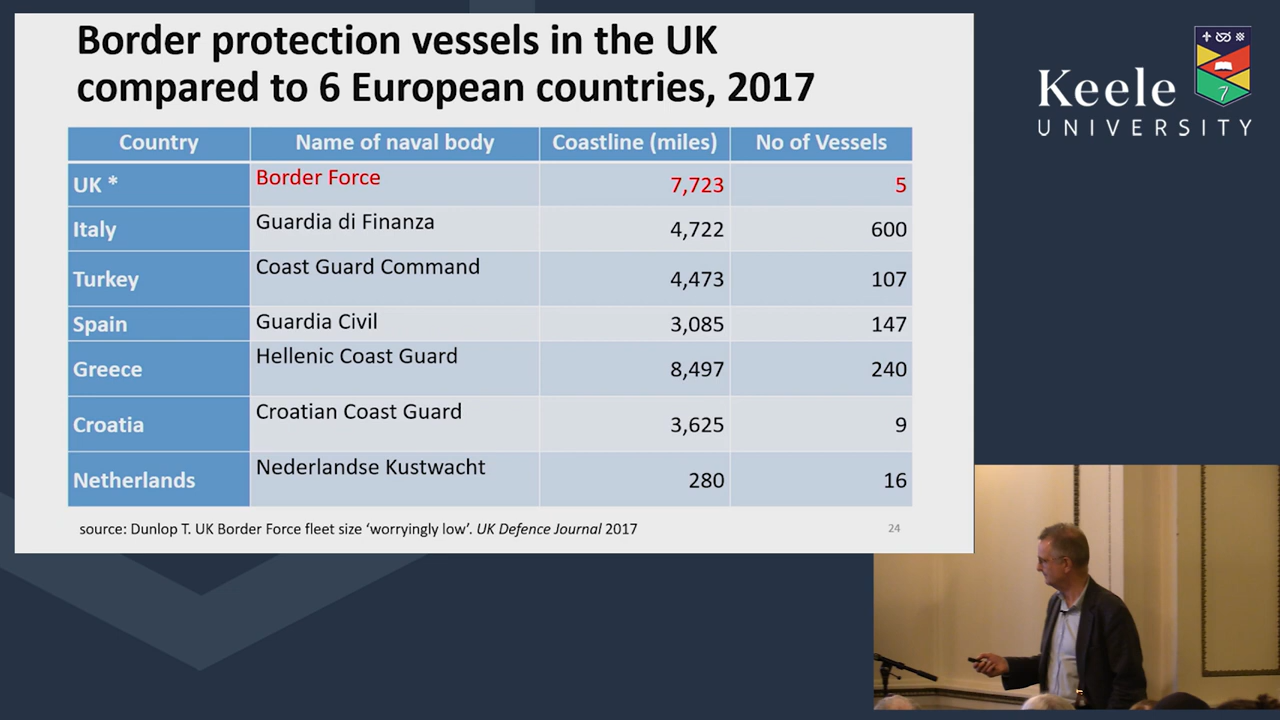 Border protection vessels in the UK
compared to 6 European countries, 2017
Country Name of naval body Coastline (miles) No of Vessels
UK * Border Force 7,723 5
Italy Guardia di Finanza 4,722 600
Turkey Coast Guard Command 4,473 107
Spain Guardia Civil 3,085 147
Greece Hellenic Coast Guard 8,497 240
Croatia Croatian Coast Guard 3,625 9
Netherlands Nederlandse Kustwacht 280 16
source: Dunlop T. UK Border Force fleet size ‘worryingly low’. UK Defence Journal 2017
24
Keele
UNIVERSITY